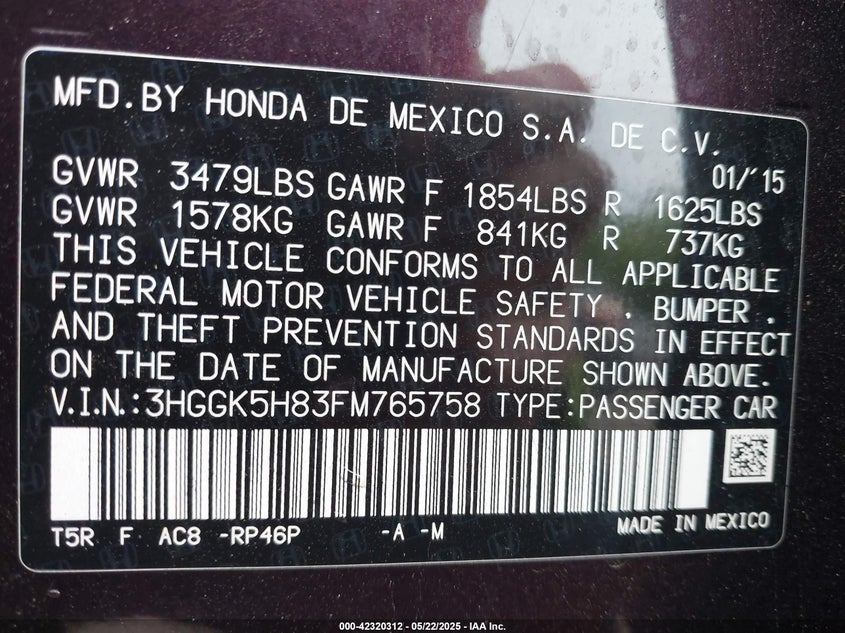 MFD.BY HONDA DE MEXICO S.A. DE C.V.
01/'15
GVWR 3479LBS GAWR F 1854LBS R 1625LBS
GVWR 1578KG GAWR F 841KG R 737KG
THIS VEHICLE CONFORMS TO ALL APPLICABLE
FEDERAL MOTOR VEHICLE SAFETY , BUMPER ,
AND THEFT PREVENTION STANDARDS IN EFFECT
ON THE DATE OF MANUFACTURE SHOWN ABOVE.
V.I.N.:3HGGK5H83FM765758 TYPE:PASSENGER CAR
T5R F AC8 -RP46P -A -M
MADE IN MEXICO
000-42320312 - 05/22/2025 - IAA Inc.